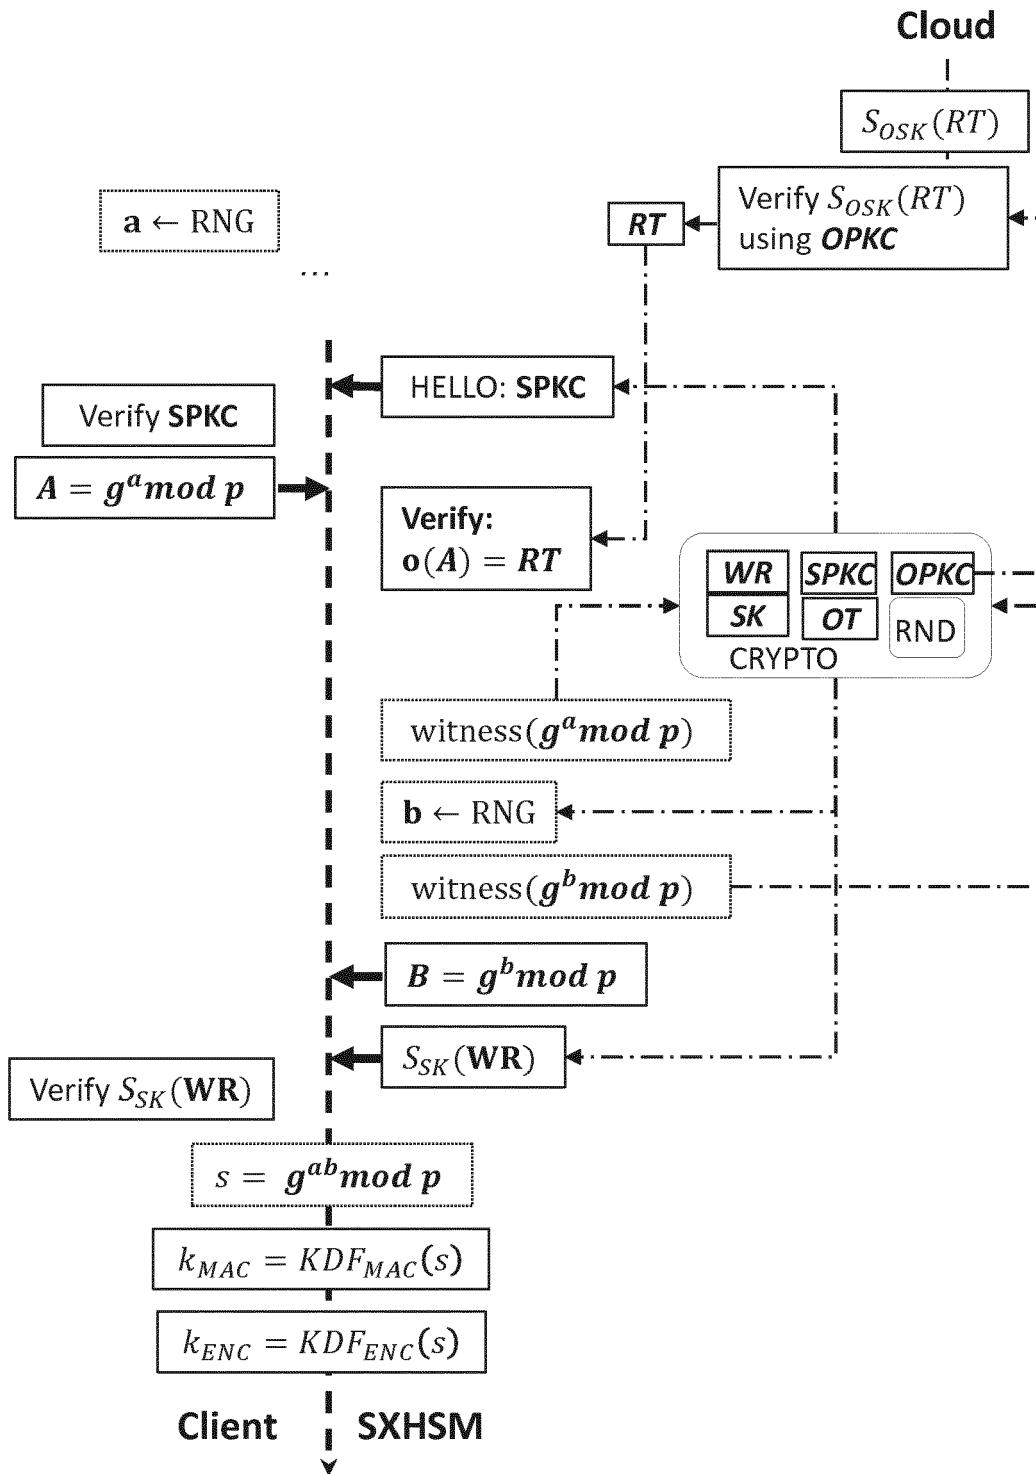 Cloud
S_OSK(RT)
Verify S_OSK(RT)
using OPKC
RT
a ← RNG
...
HELLO: SPKC
Verify SPKC
A = g^a mod p
Verify:
o(A) = RT
WR SPKC OPKC
SK OT RND
CRYPTO
witness(g^a mod p)
b ← RNG
witness(g^b mod p)
B = g^b mod p
S_SK(WR)
Verify S_SK(WR)
s = g^ab mod p
k_MAC = KDF_MAC(s)
k_ENC = KDF_ENC(s)
Client SXHSM